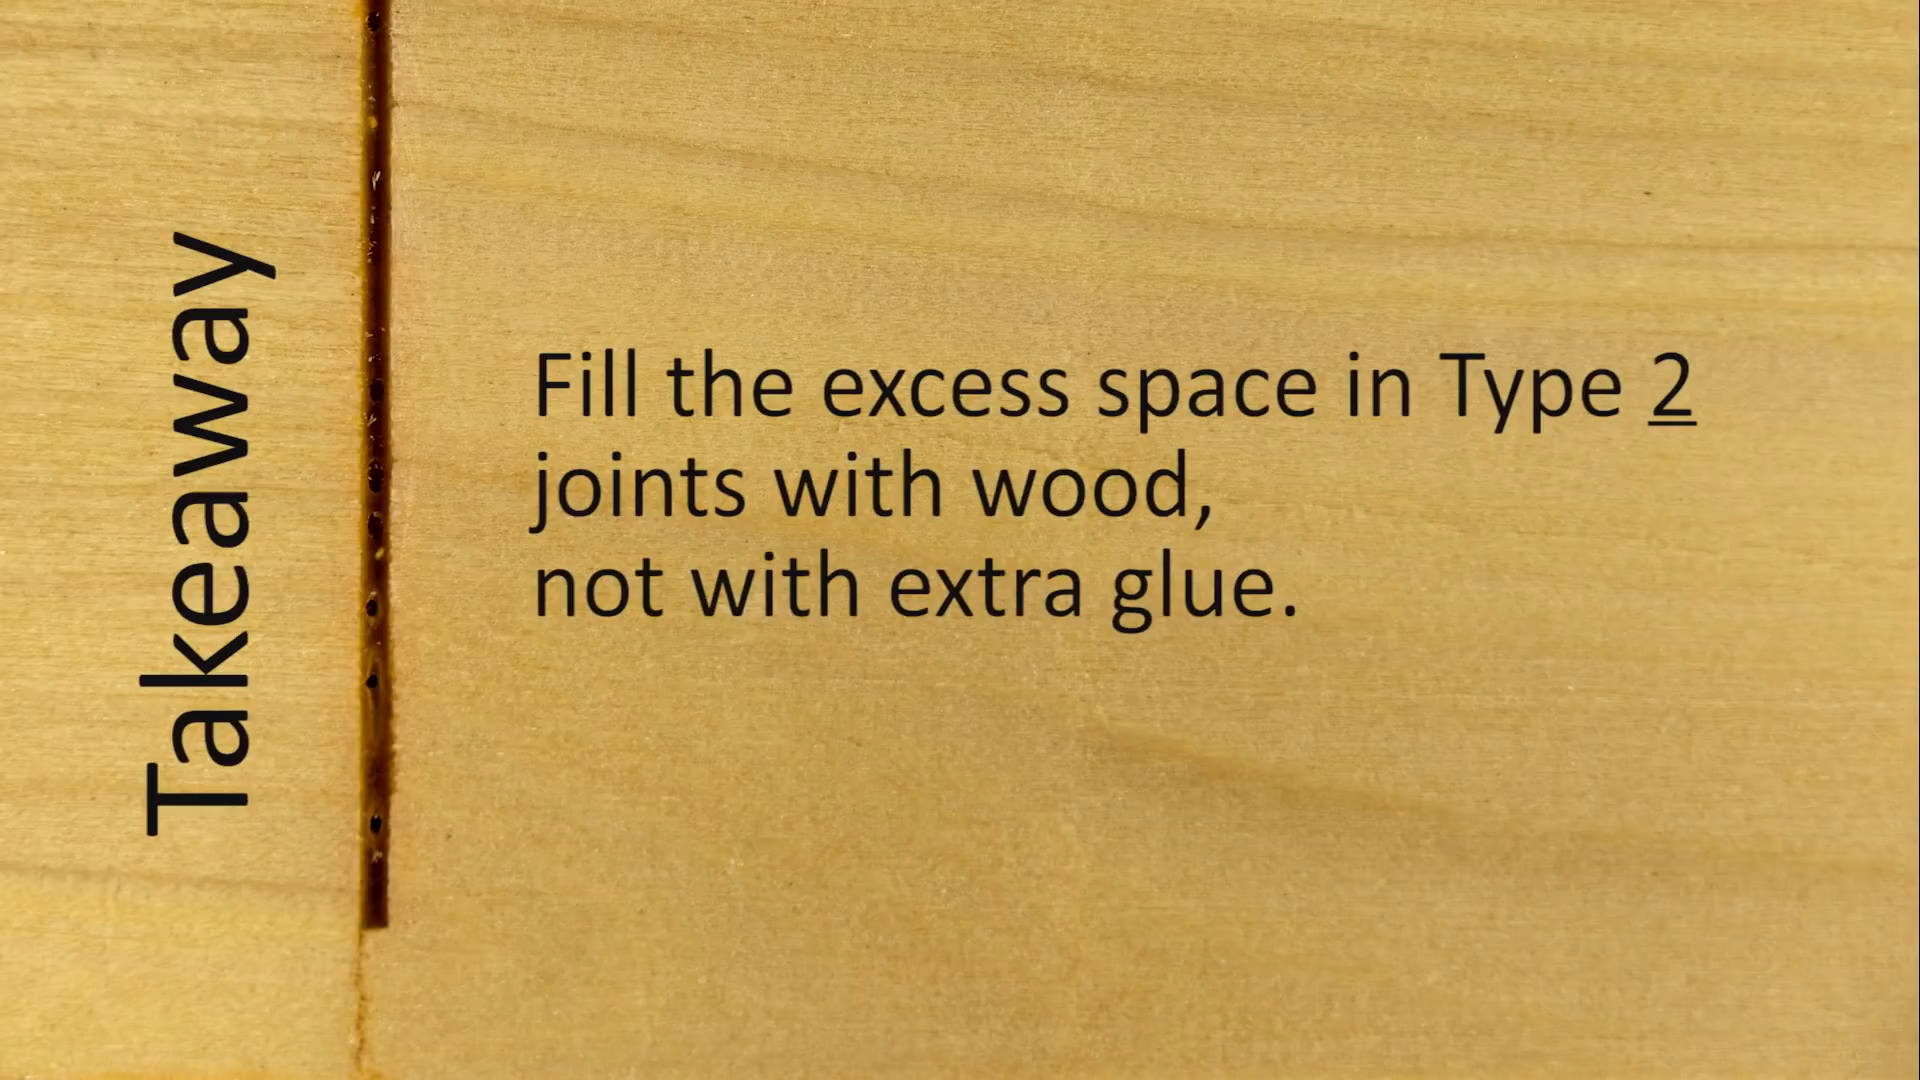 Takeaway
Fill the excess space in Type 2
joints with wood,
not with extra glue.